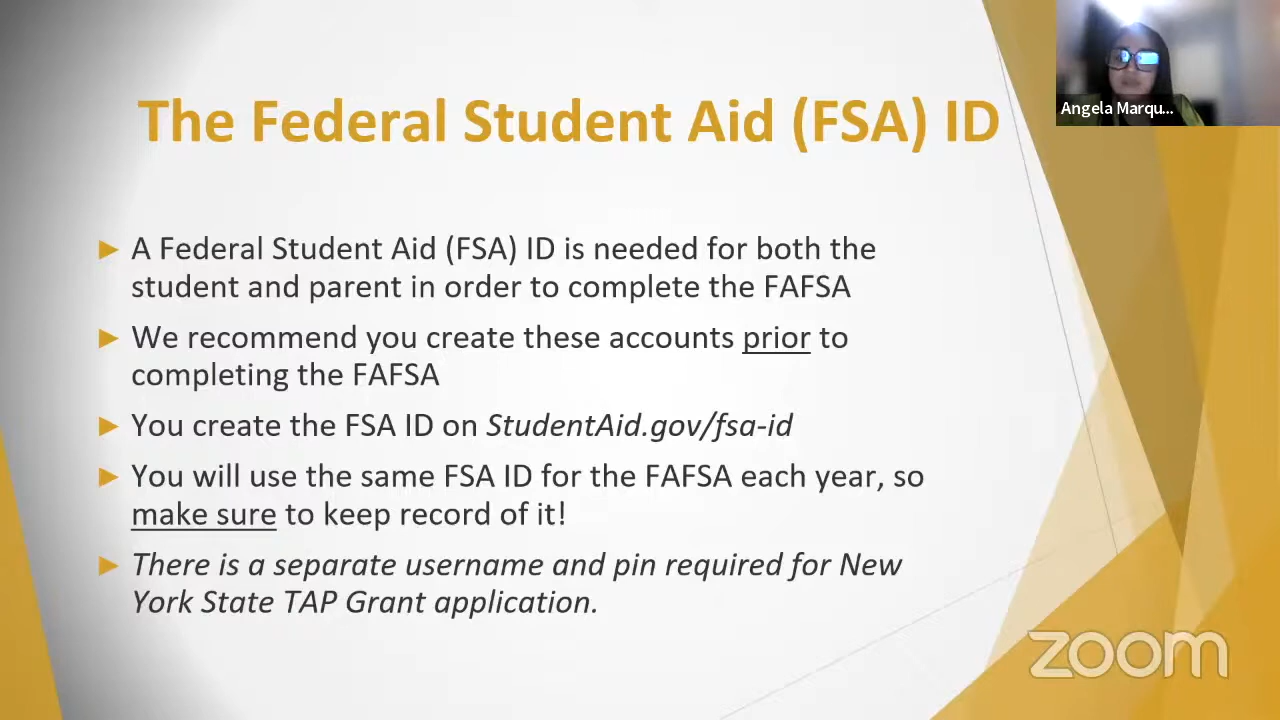 The Federal Student Aid (FSA) ID
Angela Marqu...
A Federal Student Aid (FSA) ID is needed for both the
student and parent in order to complete the FAFSA
We recommend you create these accounts prior to
completing the FAFSA
You create the FSA ID on StudentAid.gov/fsa-id
You will use the same FSA ID for the FAFSA each year, so
make sure to keep record of it!
There is a separate username and pin required for New
York State TAP Grant application.
zoom